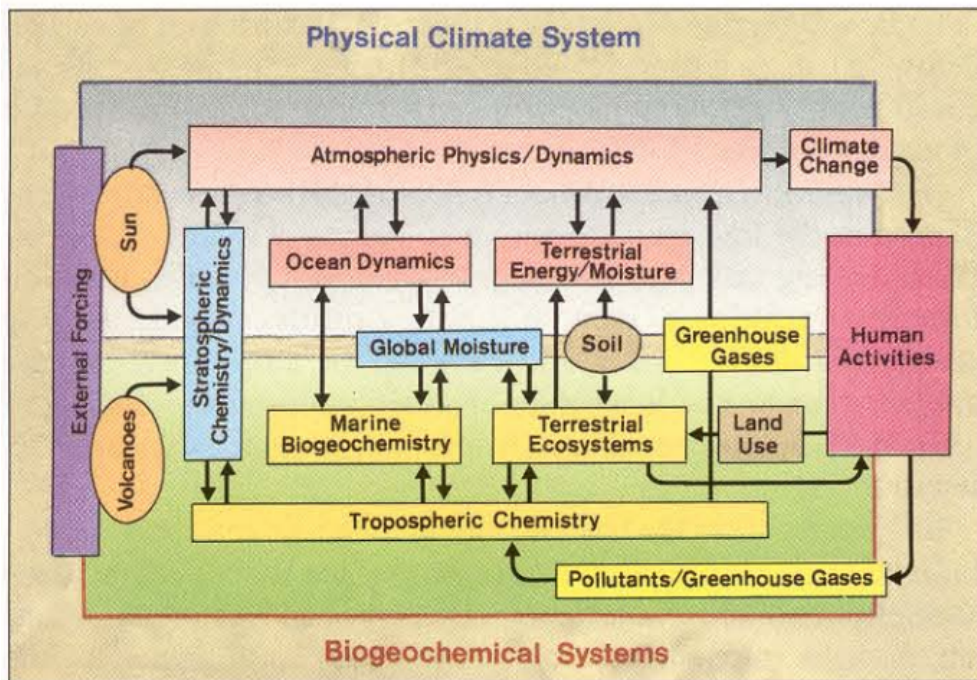 Physical Climate System
Atmospheric Physics/Dynamics
Climate
Change
External Forcing
Sun
Stratospheric
Chemistry/Dynamics
Ocean Dynamics
Terrestrial
Energy/Moisture
Global Moisture
Soil
Greenhouse
Gases
Human
Activities
Volcanoes
Marine
Biogeochemistry
Terrestrial
Ecosystems
Land
Use
Tropospheric Chemistry
Pollutants/Greenhouse Gases
Biogeochemical Systems